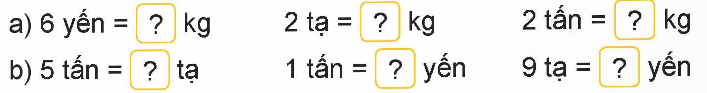 a) 6 yến = ? kg 2 tạ = ? kg 2 tấn = ? kg
b) 5 tấn = ? tạ 1 tấn = ? yến 9 tạ = ? yến